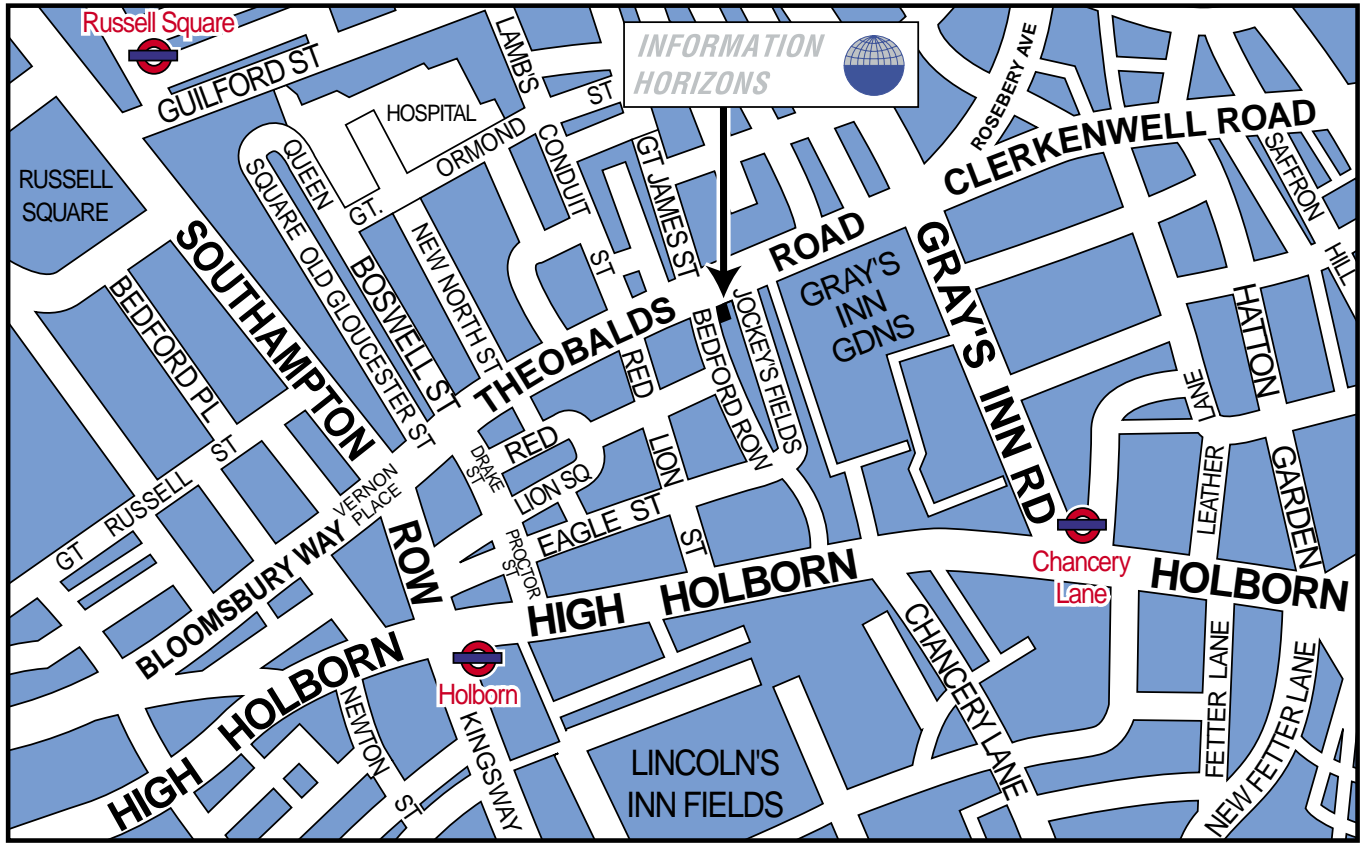 Russell Square
GUILFORD ST
LAMB'S
CONDUIT
ST
INFORMATION
HORIZONS
ROSEBERY AVE
CLERKENWELL ROAD
SAFFRON
HILL
HOSPITAL
GT. ORMOND ST
GT JAMES ST
RUSSELL
SQUARE
QUEEN
SQUARE
OLD GLOUCESTER ST
BOSWELL ST
NEW NORTH ST
SOUTHAMPTON
ROW
BEDFORD PL
THEOBALDS
ROAD
GRAY'S
INN
GDNS
GRAY'S INN RD
HATTON
GARDEN
LEATHER
LANE
JOCKEY'S FIELDS
BEDFORD ROW
RED
LION
ST
RED
LION SQ
DRAKE
ST
EAGLE ST
PROCTOR
ST
GT RUSSELL ST
VERNON
PLACE
BLOOMSBURY WAY
HIGH HOLBORN
HIGH HOLBORN
Chancery
Lane
HOLBORN
Holborn
NEWTON
ST
KINGSWAY
LINCOLN'S
INN FIELDS
CHANCERY LANE
FETTER LANE
NEW FETTER LANE